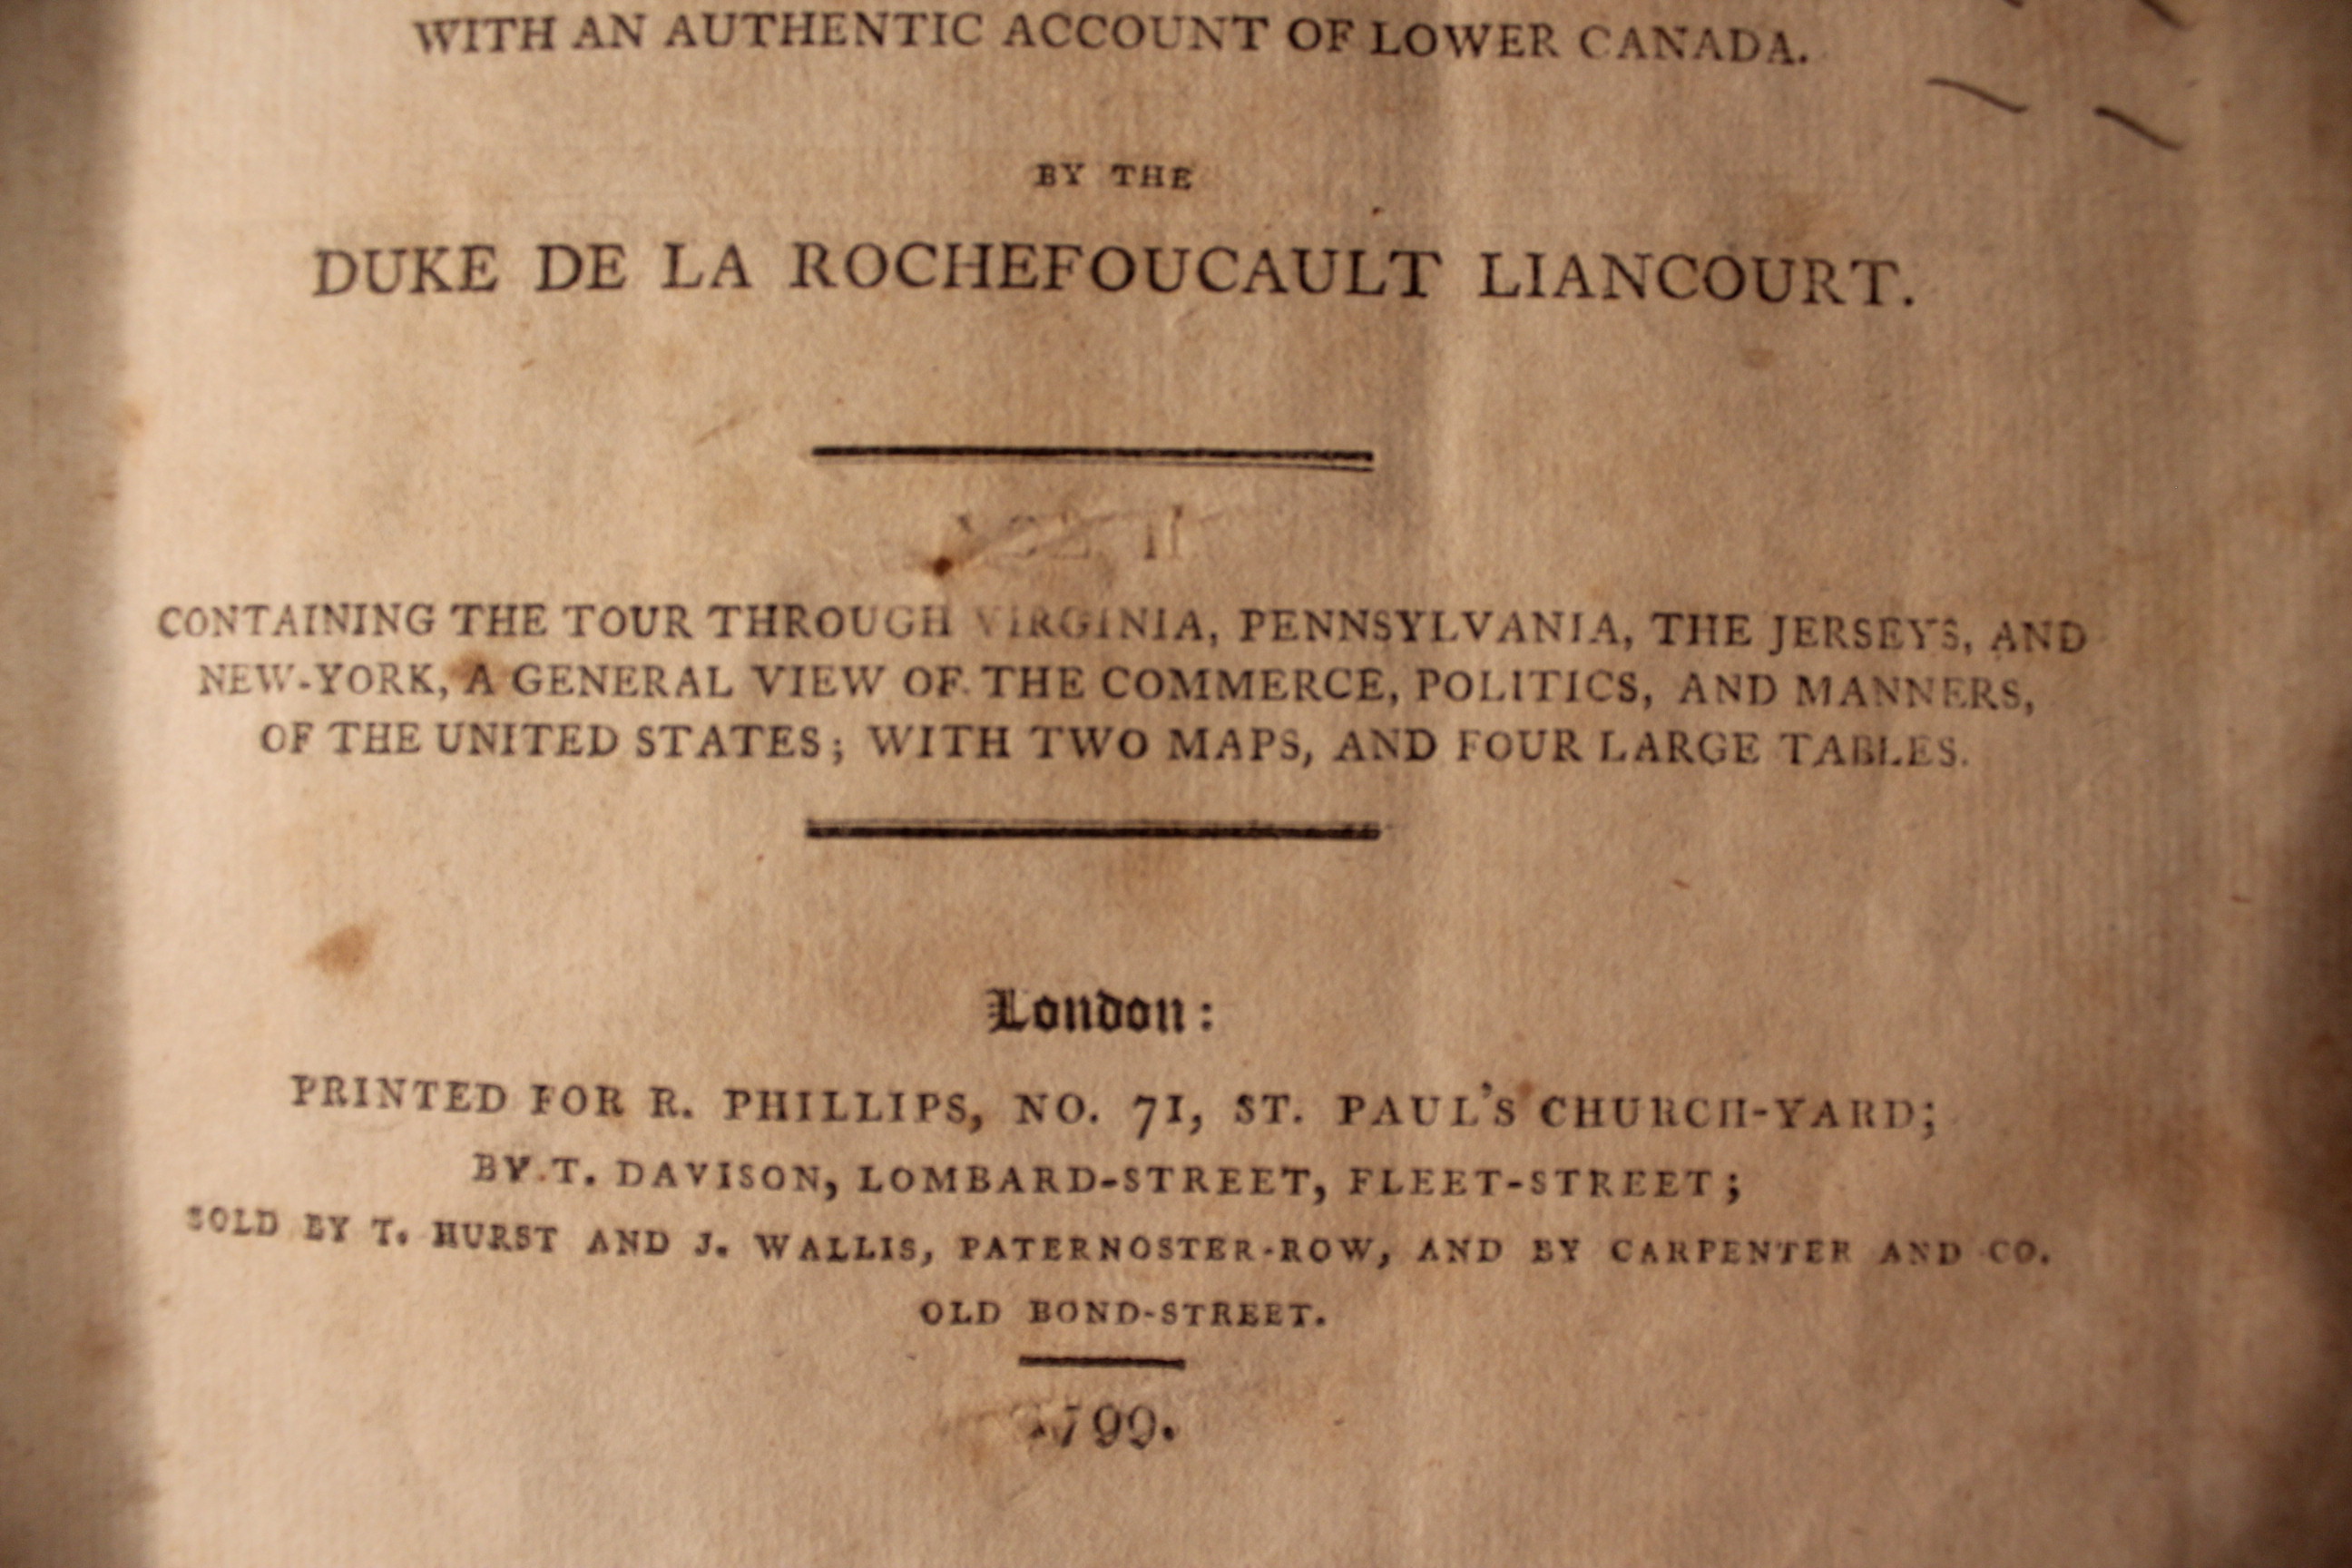 WITH AN AUTHENTIC ACCOUNT OF LOWER CANADA.
BY THE
DUKE DE LA ROCHEFOUCAULT LIANCOURT.
VOL. II
CONTAINING THE TOUR THROUGH VIRGINIA, PENNSYLVANIA, THE JERSEYS, AND
NEW-YORK, A GENERAL VIEW OF THE COMMERCE, POLITICS, AND MANNERS,
OF THE UNITED STATES; WITH TWO MAPS, AND FOUR LARGE TABLES.
London:
PRINTED FOR R. PHILLIPS, NO. 71, ST. PAUL'S CHURCH-YARD;
BY T. DAVISON, LOMBARD-STREET, FLEET-STREET;
SOLD BY T. HURST AND J. WALLIS, PATERNOSTER-ROW, AND BY CARPENTER AND CO.
OLD BOND-STREET.
1799.